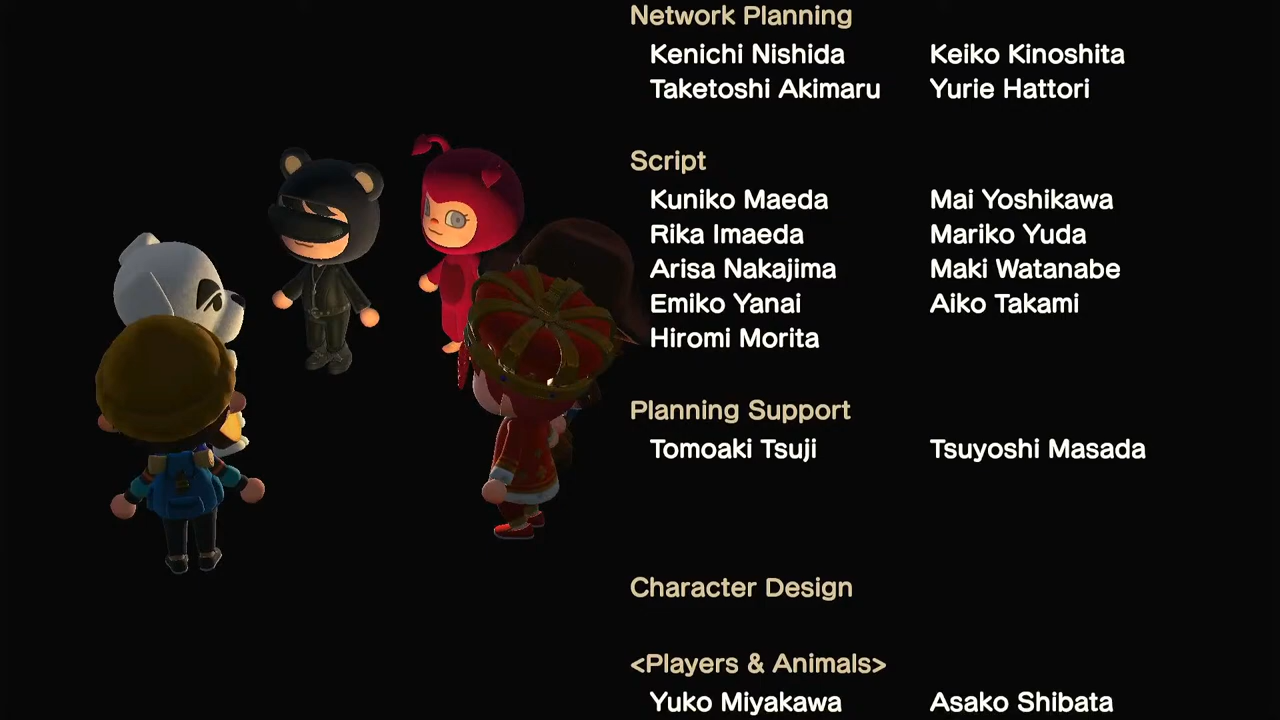 Network Planning
Kenichi Nishida Keiko Kinoshita
Taketoshi Akimaru Yurie Hattori
Script
Kuniko Maeda Mai Yoshikawa
Rika Imaeda Mariko Yuda
Arisa Nakajima Maki Watanabe
Emiko Yanai Aiko Takami
Hiromi Morita
Planning Support
Tomoaki Tsuji Tsuyoshi Masada
Character Design
<Players & Animals>
Yuko Miyakawa Asako Shibata